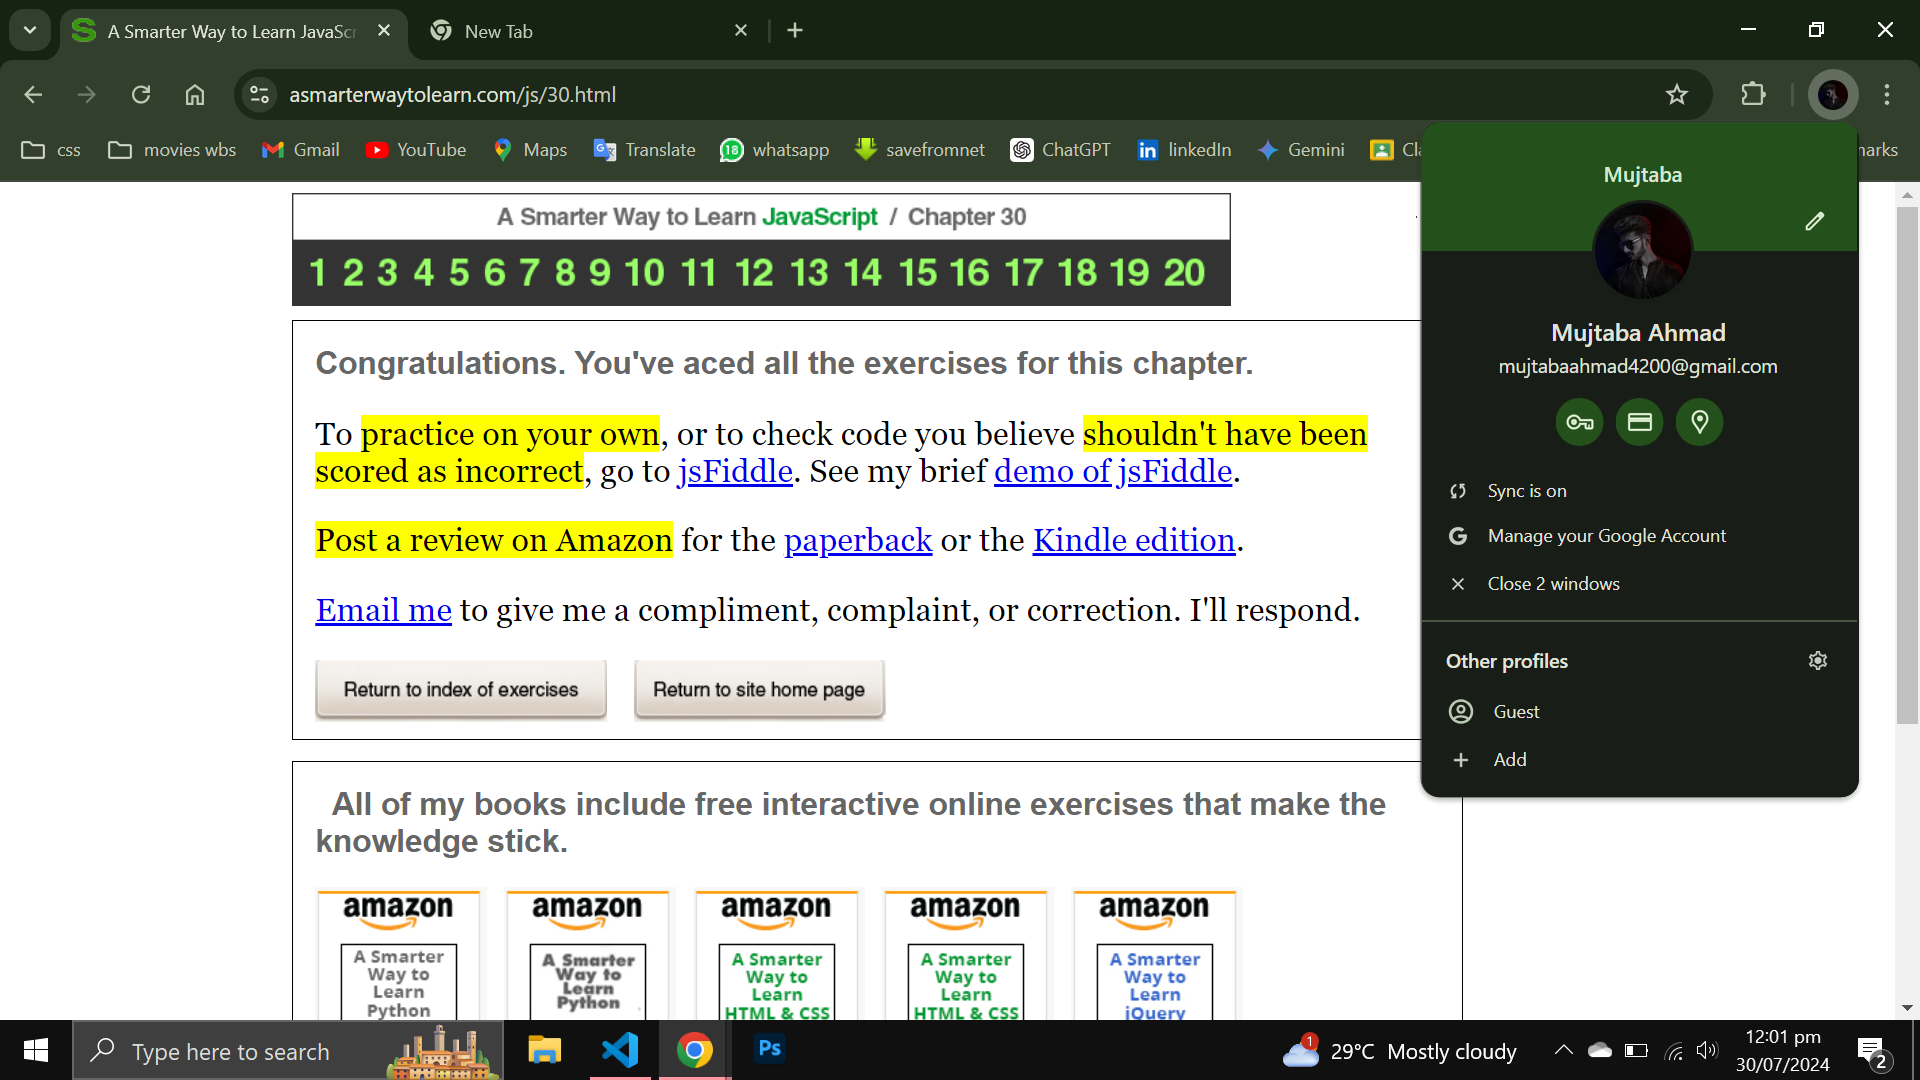 A Smarter Way to Learn JavaScr
New Tab
asmarterwaytolearn.com/js/30.html
css
movies wbs
Gmail
YouTube
Maps
Translate
18
whatsapp
savefromnet
ChatGPT
in
linkedIn
Gemini
Cl
narks
A Smarter Way to Learn JavaScript / Chapter 30
1 2 3 4 5 6 7 8 9 10 11 12 13 14 15 16 17 18 19 20
Congratulations. You've aced all the exercises for this chapter.
To practice on your own, or to check code you believe shouldn't have been
scored as incorrect, go to jsFiddle. See my brief demo of jsFiddle.
Post a review on Amazon for the paperback or the Kindle edition.
Email me to give me a compliment, complaint, or correction. I'll respond.
Return to index of exercises
Return to site home page
All of my books include free interactive online exercises that make the
knowledge stick.
amazon
A Smarter
Way to
Learn
Python
amazon
A Smarter
Way to
Learn
Python
amazon
A Smarter
Way to
Learn
HTML & CSS
amazon
A Smarter
Way to
Learn
HTML & CSS
amazon
A Smarter
Way to
Learn
jQuery
Mujtaba
Mujtaba Ahmad
mujtabaahmad4200@gmail.com
Sync is on
Manage your Google Account
Close 2 windows
Other profiles
Guest
Add
Type here to search
Ps
1
29°C Mostly cloudy
12:01 pm
30/07/2024
2